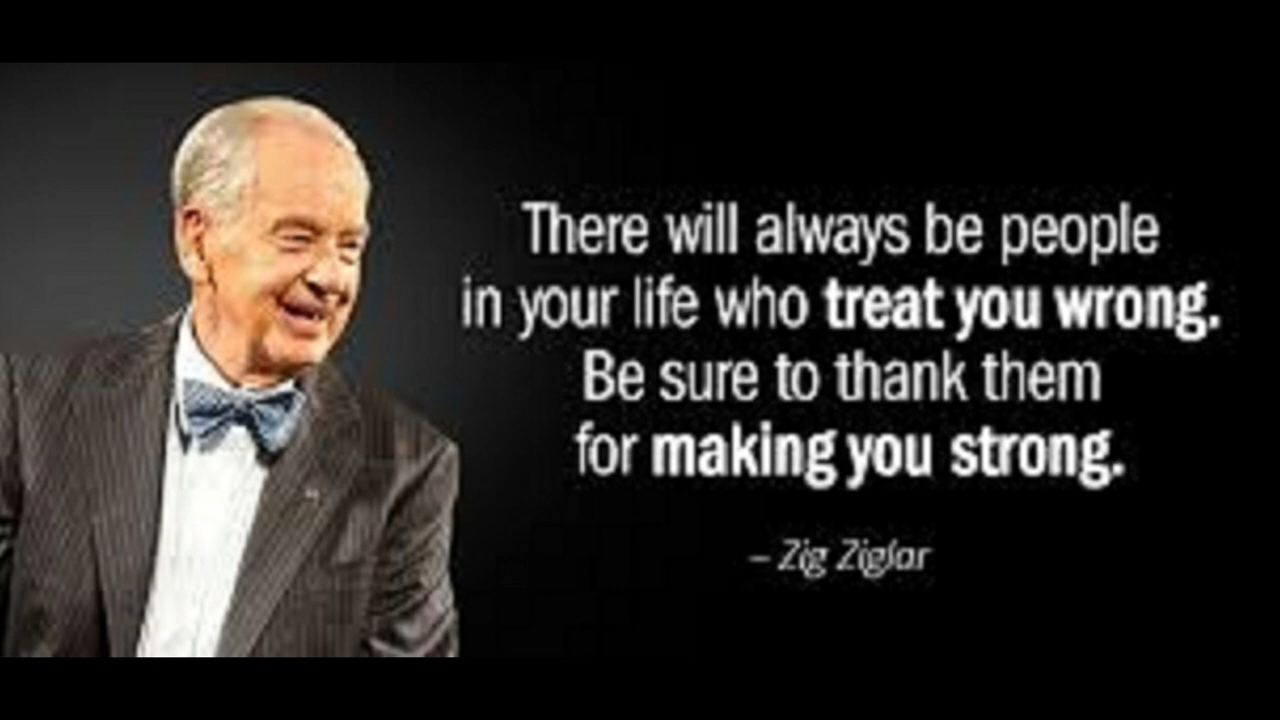 There will always be people
in your life who treat you wrong.
Be sure to thank them
for making you strong.
– Zig Ziglar